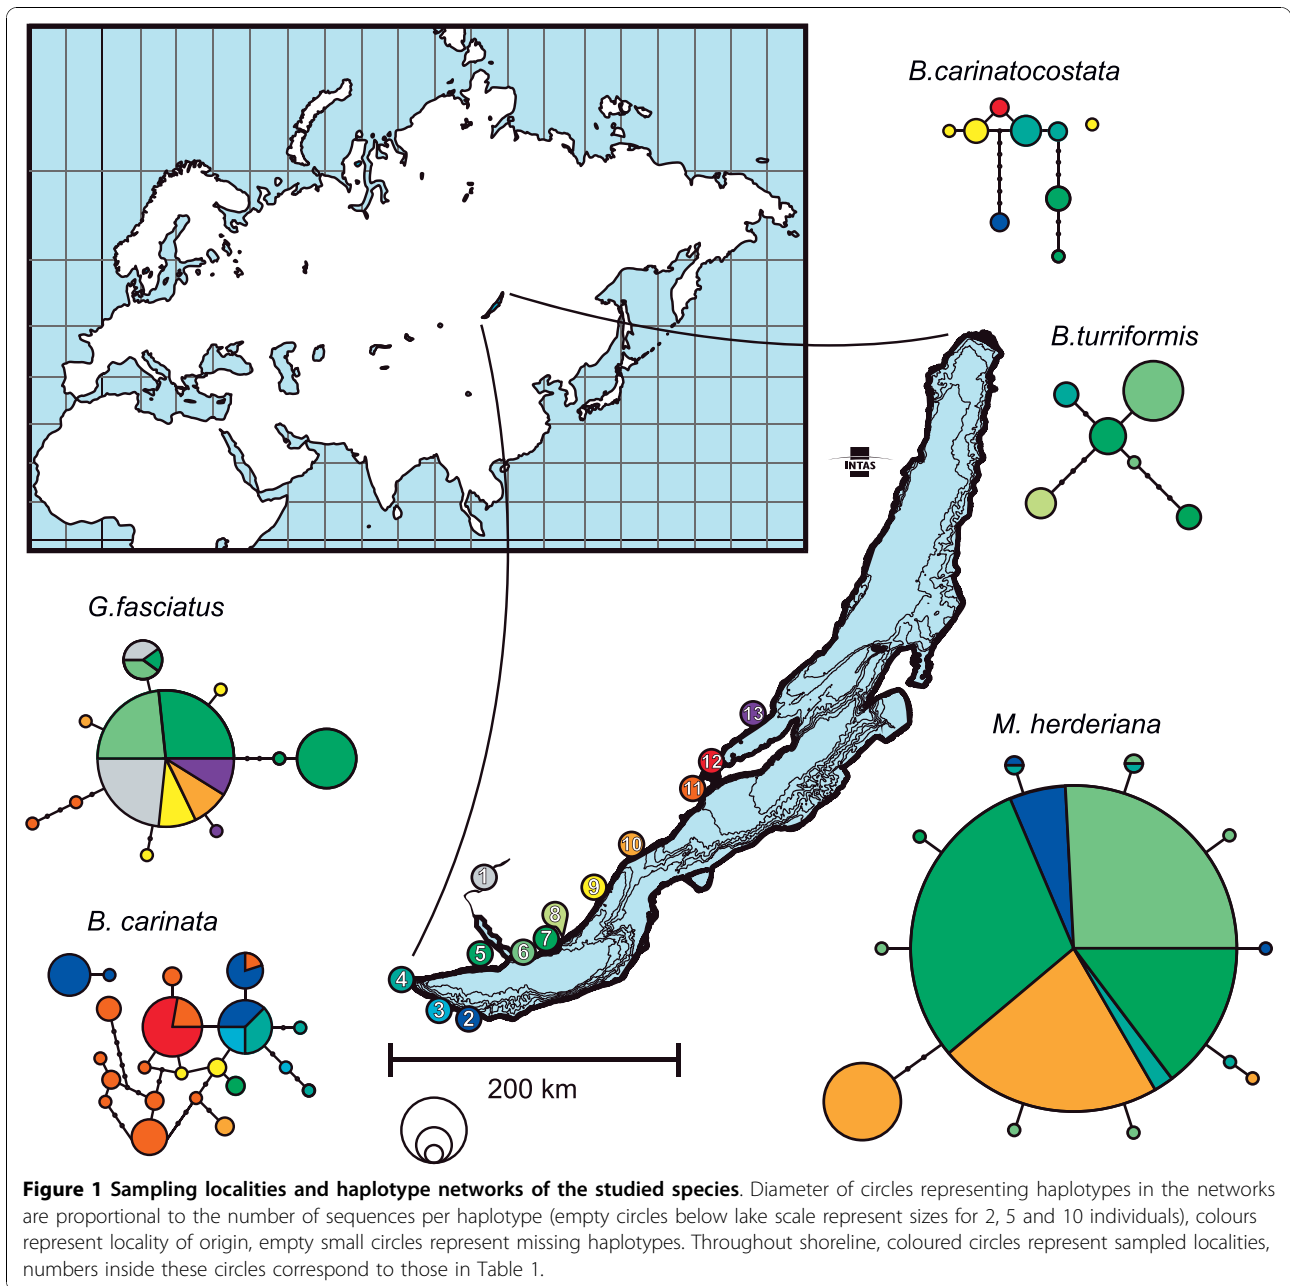 B.carinatocostata
B.turriformis
INTAS
G.fasciatus
M. herderiana
B. carinata
13
12
11
10
9
8
7
6
5
4
3
2
1
200 km
Figure 1 Sampling localities and haplotype networks of the studied species. Diameter of circles representing haplotypes in the networks
are proportional to the number of sequences per haplotype (empty circles below lake scale represent sizes for 2, 5 and 10 individuals), colours
represent locality of origin, empty small circles represent missing haplotypes. Throughout shoreline, coloured circles represent sampled localities,
numbers inside these circles correspond to those in Table 1.